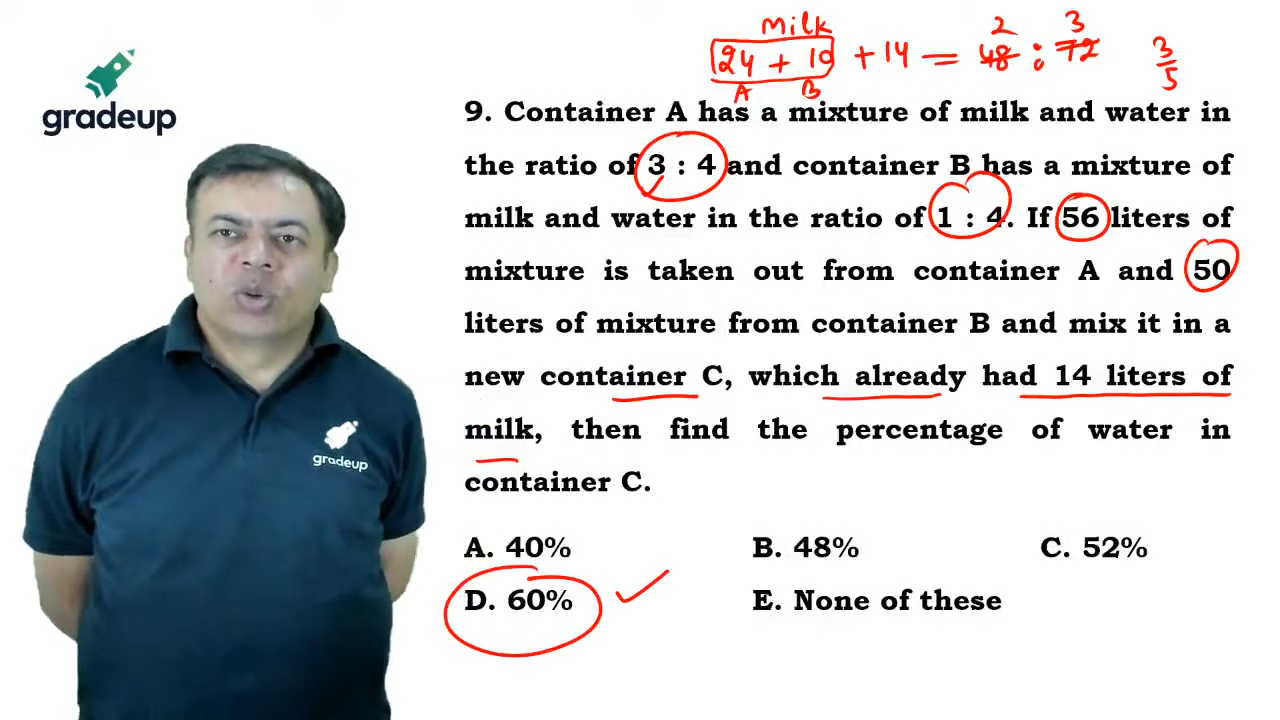 milk
24 + 10 + 14 = 48 : 72
2 3
3/5
A B
gradeup
9. Container A has a mixture of milk and water in
the ratio of 3 : 4 and container B has a mixture of
milk and water in the ratio of 1 : 4. If 56 liters of
mixture is taken out from container A and 50
liters of mixture from container B and mix it in a
new container C, which already had 14 liters of
milk, then find the percentage of water in
container C.
A. 40% B. 48% C. 52%
D. 60% E. None of these
gradeup